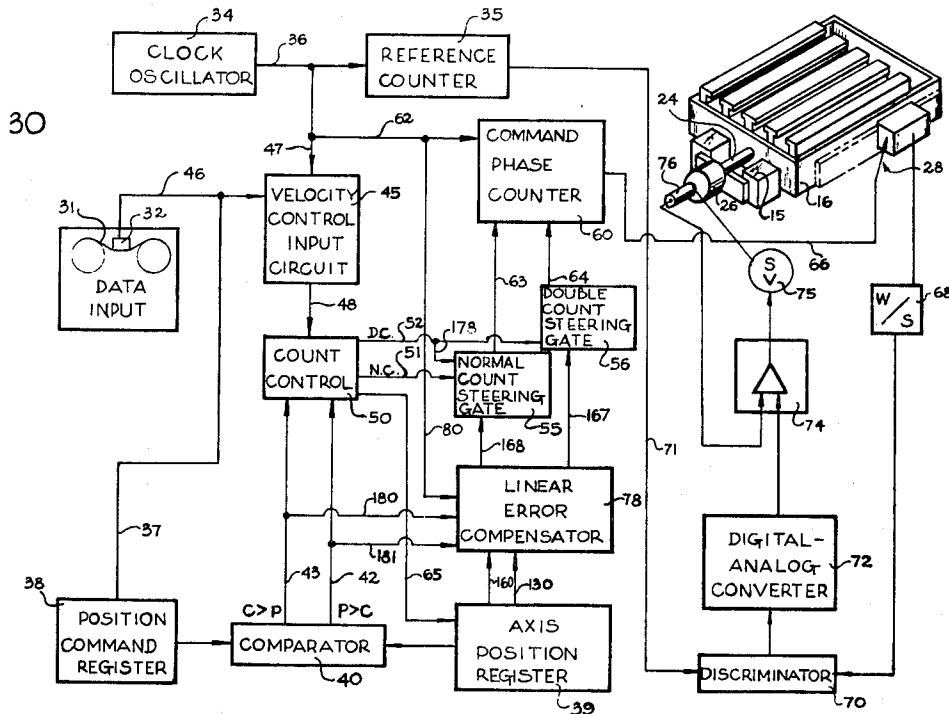 34
CLOCK
OSCILLATOR
36
35
REFERENCE
COUNTER
30
62
47
46
31
32
DATA
INPUT
VELOCITY
CONTROL
INPUT
CIRCUIT
45
COMMAND
PHASE
COUNTER
60
24
76
26
15
16
28
66
48
63
64
S
V
75
W/S
68
D.C.
52
178
DOUBLE
COUNT
STEERING
GATE
56
COUNT
CONTROL
50
N.C.
51
NORMAL
COUNT
STEERING
GATE
55
74
80
168
167
71
LINEAR
ERROR
COMPENSATOR
78
180
181
37
43
42
65
160
130
DIGITAL-
ANALOG
CONVERTER
72
38
POSITION
COMMAND
REGISTER
C>P
P>C
COMPARATOR
40
AXIS
POSITION
REGISTER
39
DISCRIMINATOR
70